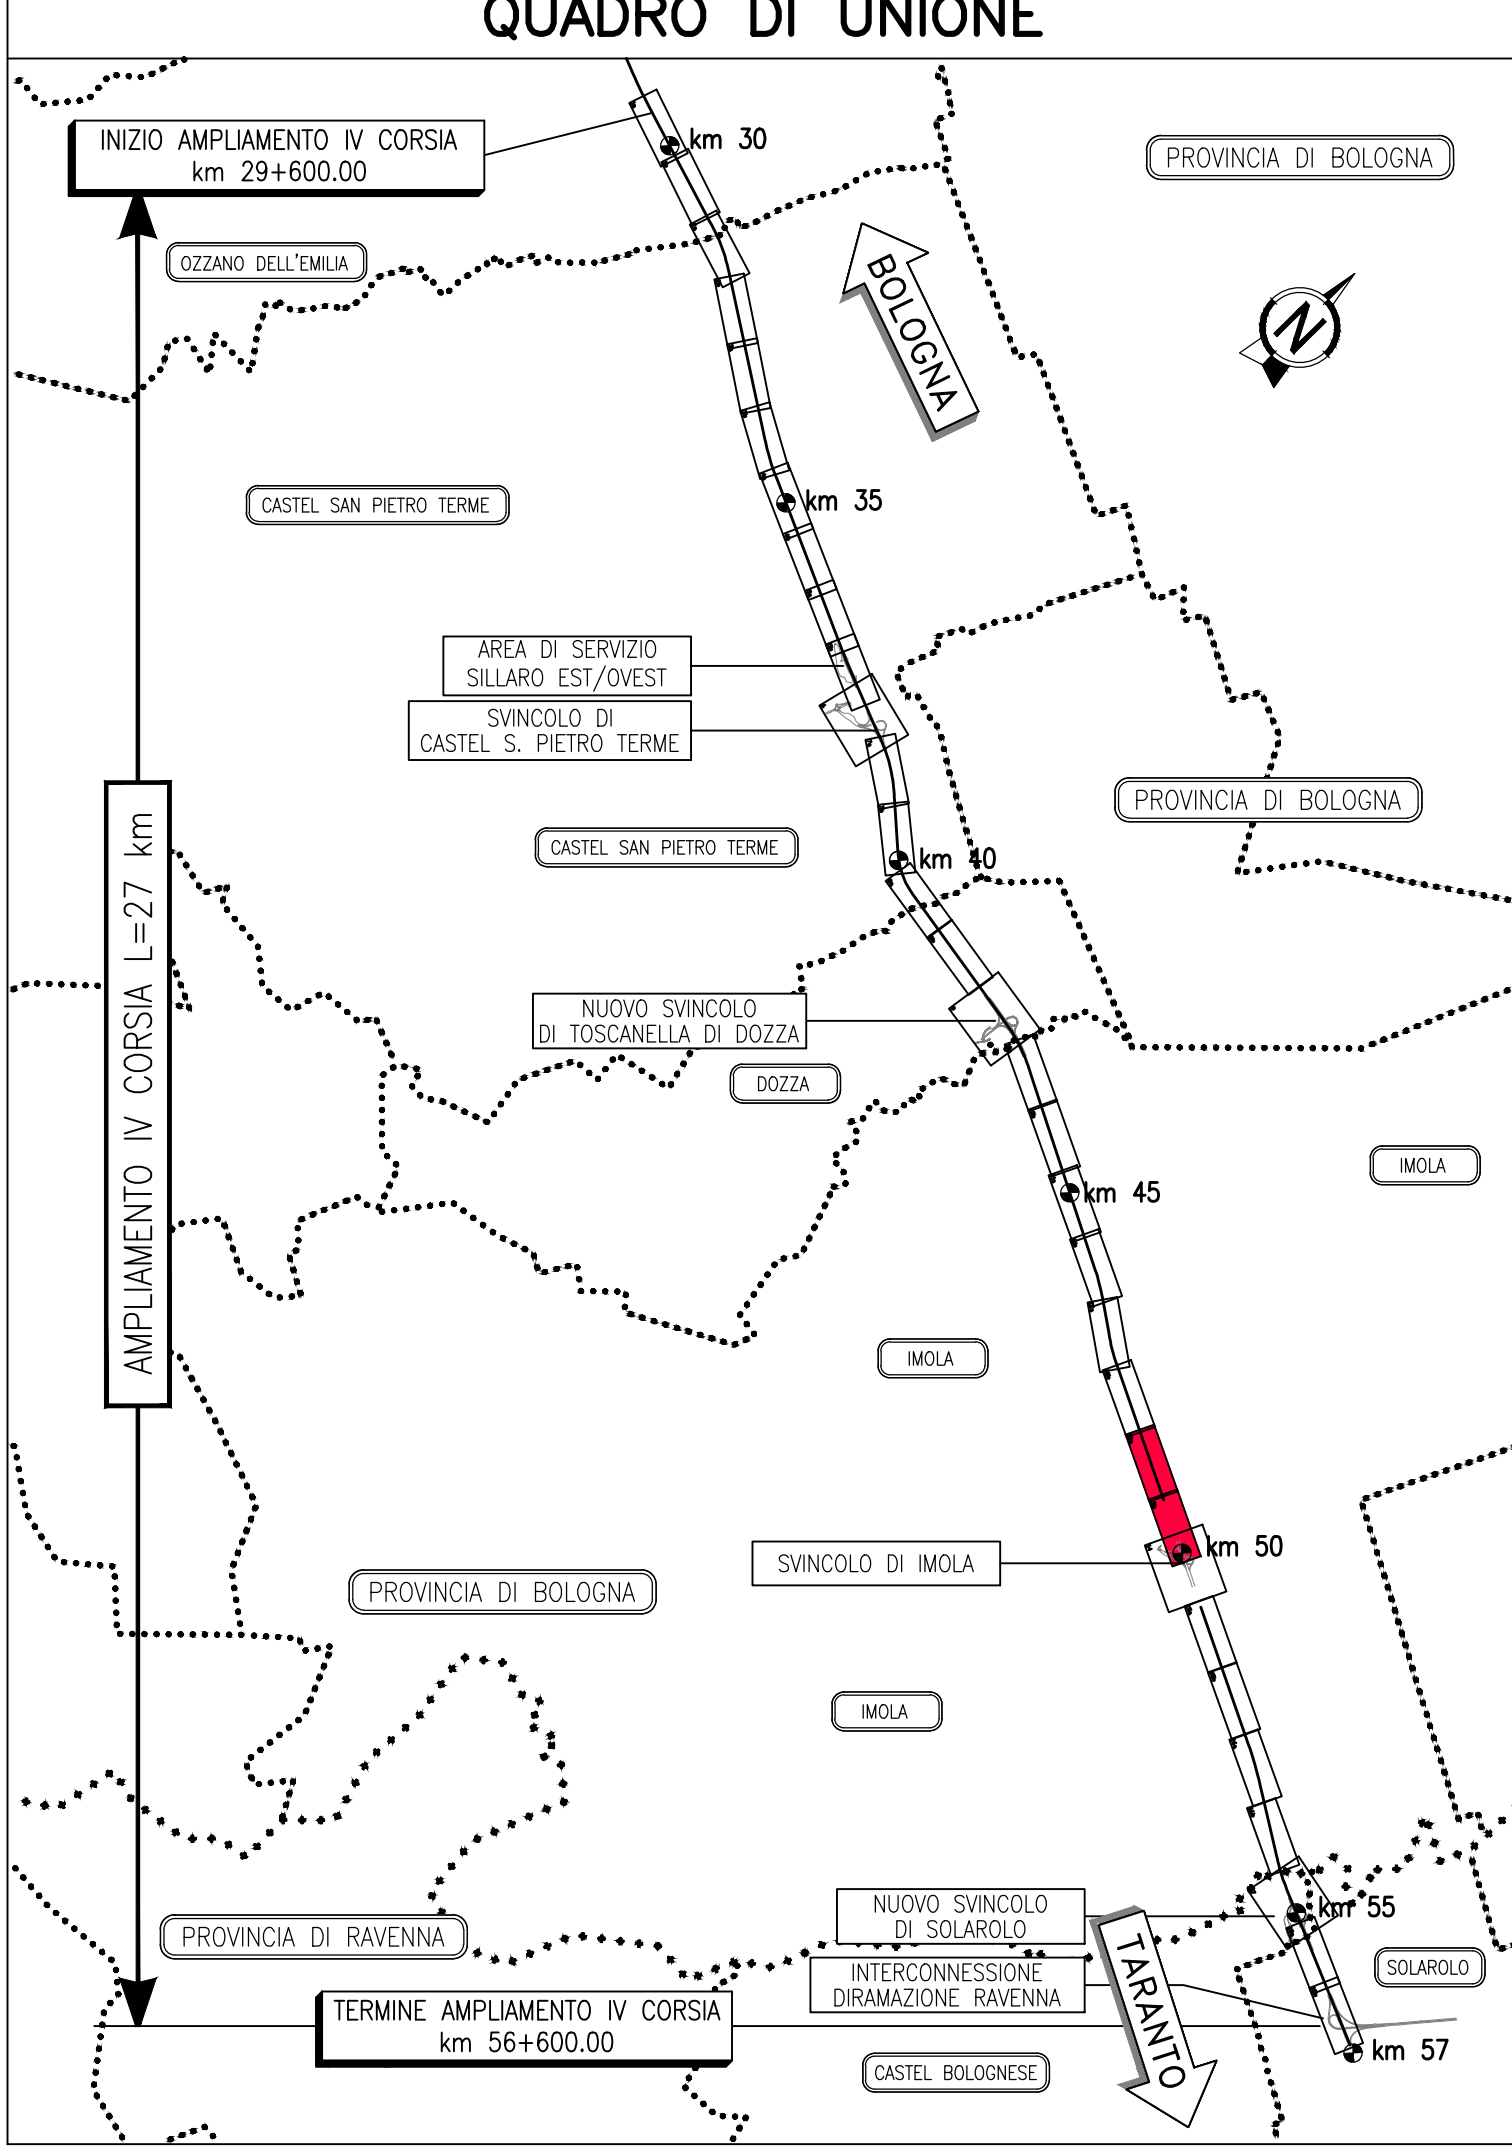 QUADRO DI UNIONE
INIZIO AMPLIAMENTO IV CORSIA
km 29+600.00
km 30
PROVINCIA DI BOLOGNA
OZZANO DELL'EMILIA
BOLOGNA
N
CASTEL SAN PIETRO TERME
km 35
AREA DI SERVIZIO
SILLARO EST/OVEST
SVINCOLO DI
CASTEL S. PIETRO TERME
PROVINCIA DI BOLOGNA
CASTEL SAN PIETRO TERME
km 40
AMPLIAMENTO IV CORSIA L=27 km
NUOVO SVINCOLO
DI TOSCANELLA DI DOZZA
DOZZA
IMOLA
km 45
IMOLA
km 50
SVINCOLO DI IMOLA
PROVINCIA DI BOLOGNA
IMOLA
NUOVO SVINCOLO
DI SOLAROLO
km 55
PROVINCIA DI RAVENNA
TARANTO
INTERCONNESSIONE
DIRAMAZIONE RAVENNA
SOLAROLO
TERMINE AMPLIAMENTO IV CORSIA
km 56+600.00
km 57
CASTEL BOLOGNESE